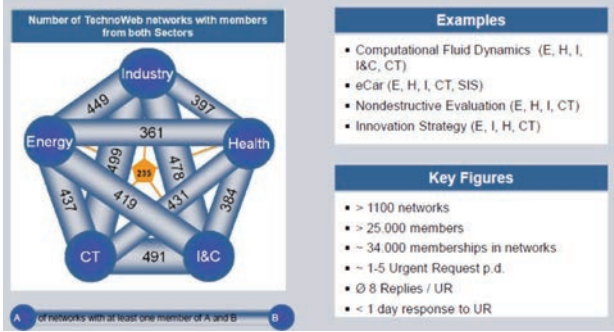 Number of TechnoWeb networks with members
from both Sectors
Industry
449
397
Energy
361
Health
499
478
235
437
419
431
384
CT
491
I&C
A
of networks with at least one member of A and B
B
Examples
▪ Computational Fluid Dynamics (E, H, I,
I&C, CT)
▪ eCar (E, H, I, CT, SIS)
▪ Nondestructive Evaluation (E, H, I, CT)
▪ Innovation Strategy (E, I, H, CT)
Key Figures
▪ > 1100 networks
▪ > 25.000 members
▪ ~ 34.000 memberships in networks
▪ ~ 1-5 Urgent Request p.d.
▪ Ø 8 Replies / UR
▪ < 1 day response to UR